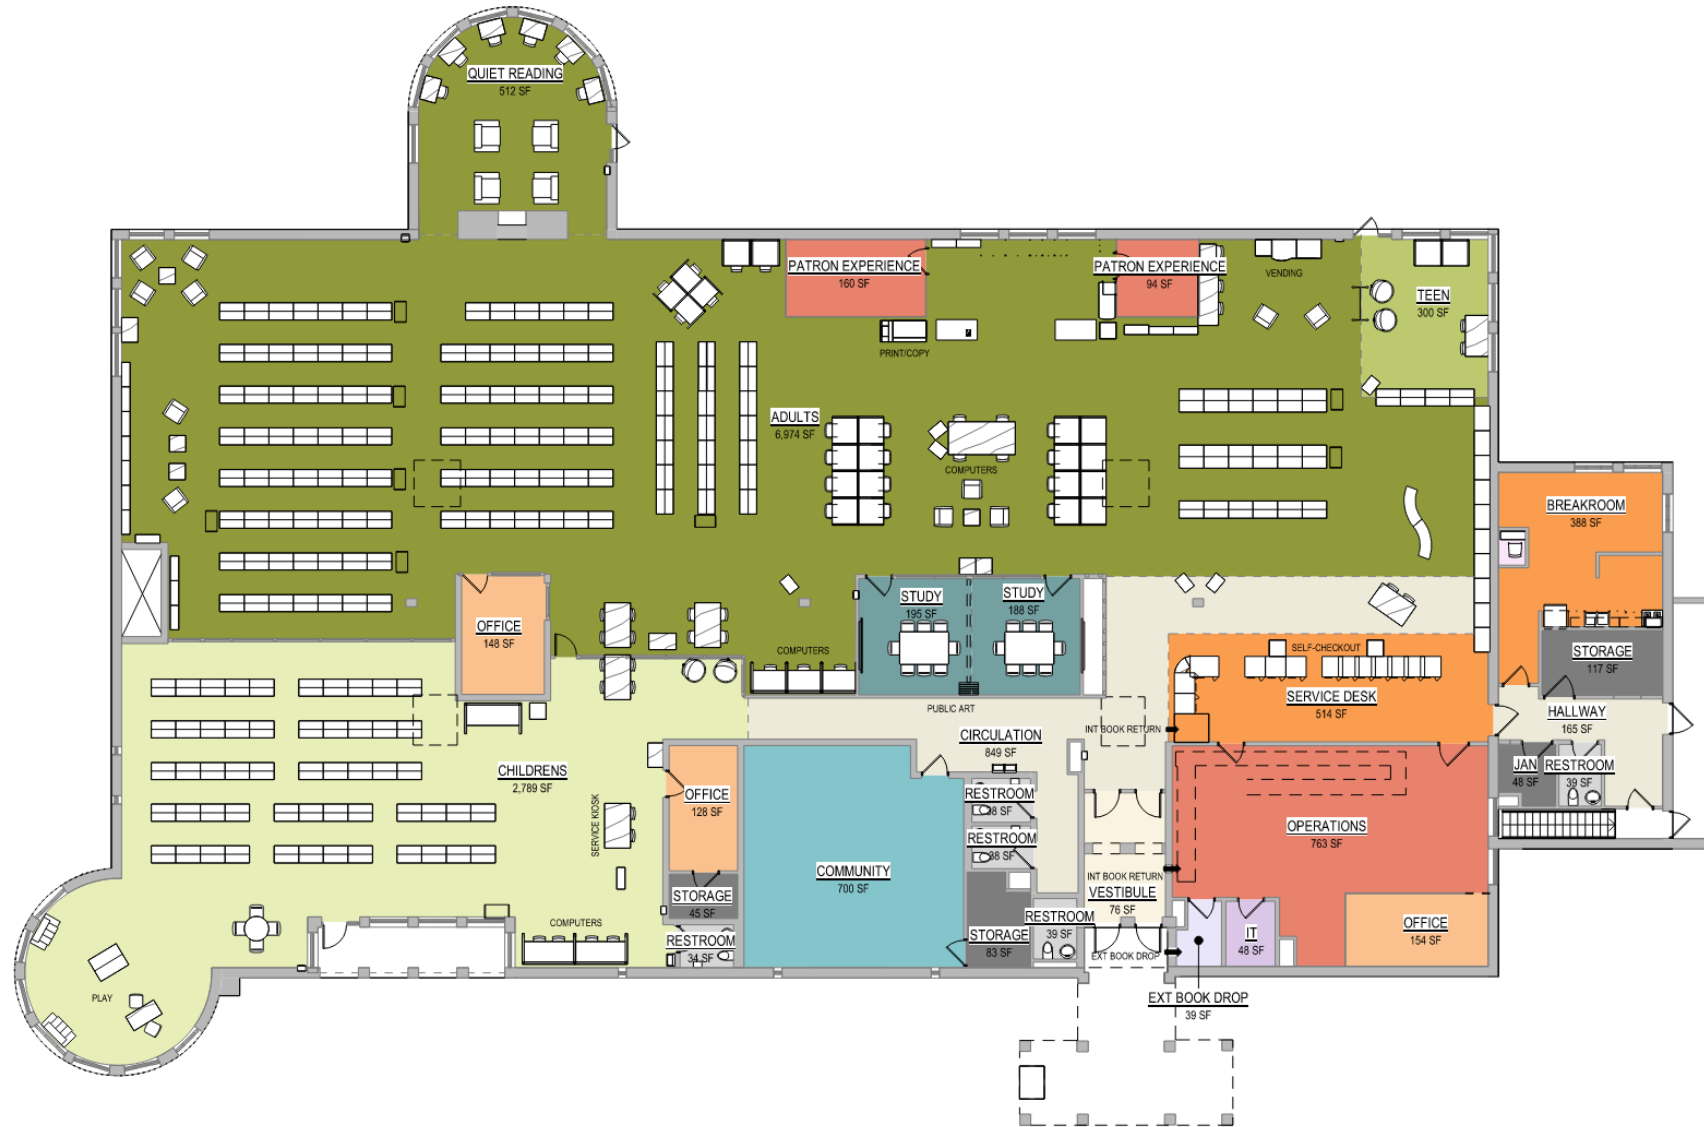 QUIET READING
512 SF
PATRON EXPERIENCE
160 SF
PATRON EXPERIENCE
94 SF
VENDING
TEEN
300 SF
PRINT/COPY
ADULTS
6,974 SF
COMPUTERS
BREAKROOM
388 SF
STUDY
195 SF
STUDY
188 SF
OFFICE
148 SF
COMPUTERS
SELF-CHECKOUT
STORAGE
117 SF
SERVICE DESK
514 SF
PUBLIC ART
INT BOOK RETURN
HALLWAY
165 SF
CIRCULATION
849 SF
CHILDRENS
2,789 SF
JAN
48 SF
RESTROOM
39 SF
OFFICE
128 SF
RESTROOM
38 SF
SERVICE KIOSK
OPERATIONS
763 SF
RESTROOM
38 SF
COMMUNITY
700 SF
INT BOOK RETURN
VESTIBULE
76 SF
STORAGE
45 SF
COMPUTERS
RESTROOM
39 SF
OFFICE
154 SF
IT
48 SF
RESTROOM
34 SF
STORAGE
83 SF
EXT BOOK DROP
PLAY
EXT BOOK DROP
39 SF